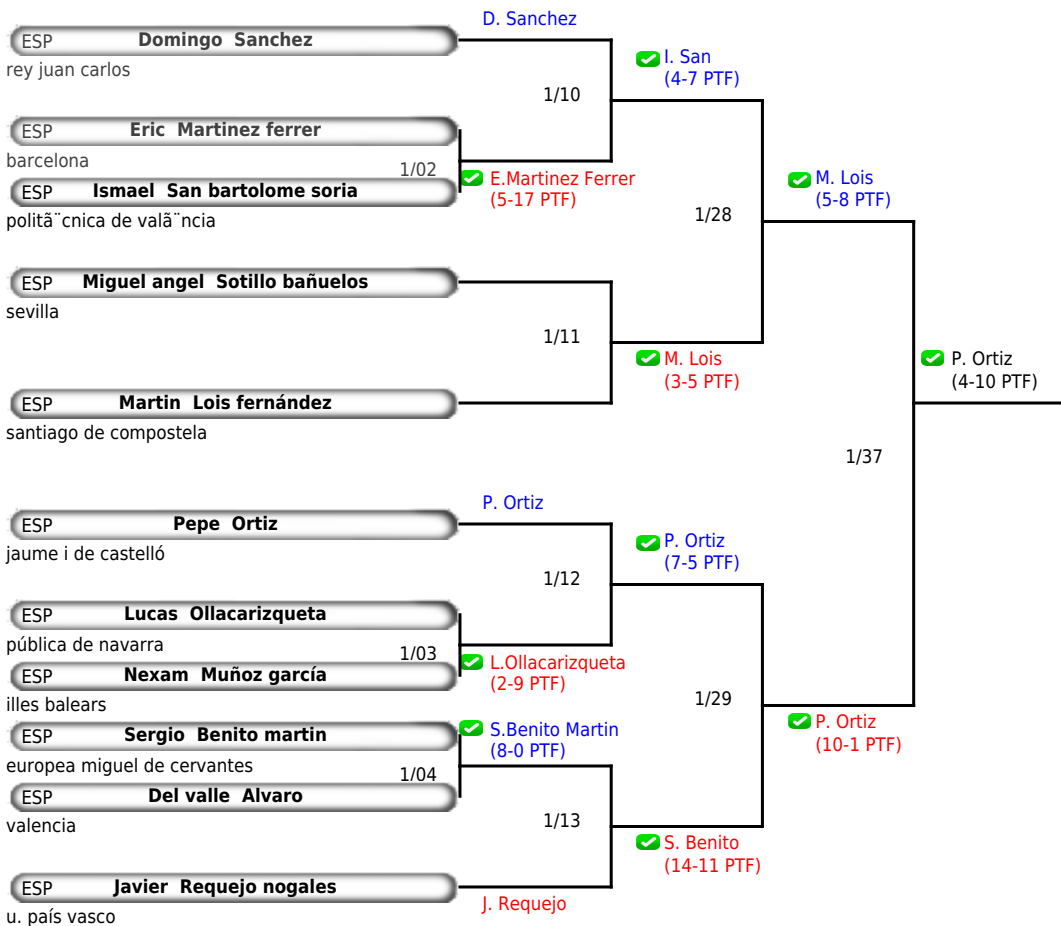 D. Sanchez
ESP Domingo Sanchez
rey juan carlos
I. San
(4-7 PTF)
1/10
ESP Eric Martinez ferrer
barcelona
1/02
E.Martinez Ferrer
(5-17 PTF)
ESP Ismael San bartolome soria
politã¨cnica de valã¨ncia
M. Lois
(5-8 PTF)
1/28
ESP Miguel angel Sotillo bañuelos
sevilla
1/11
M. Lois
(3-5 PTF)
P. Ortiz
(4-10 PTF)
ESP Martin Lois fernández
santiago de compostela
1/37
P. Ortiz
ESP Pepe Ortiz
jaume i de castelló
P. Ortiz
(7-5 PTF)
1/12
ESP Lucas Ollacarizqueta
pública de navarra
1/03
L.Ollacarizqueta
(2-9 PTF)
ESP Nexam Muñoz garcía
illes balears
1/29
P. Ortiz
(10-1 PTF)
ESP Sergio Benito martin
europea miguel de cervantes
S.Benito Martin
(8-0 PTF)
1/04
ESP Del valle Alvaro
valencia
1/13
S. Benito
(14-11 PTF)
ESP Javier Requejo nogales
J. Requejo
u. país vasco